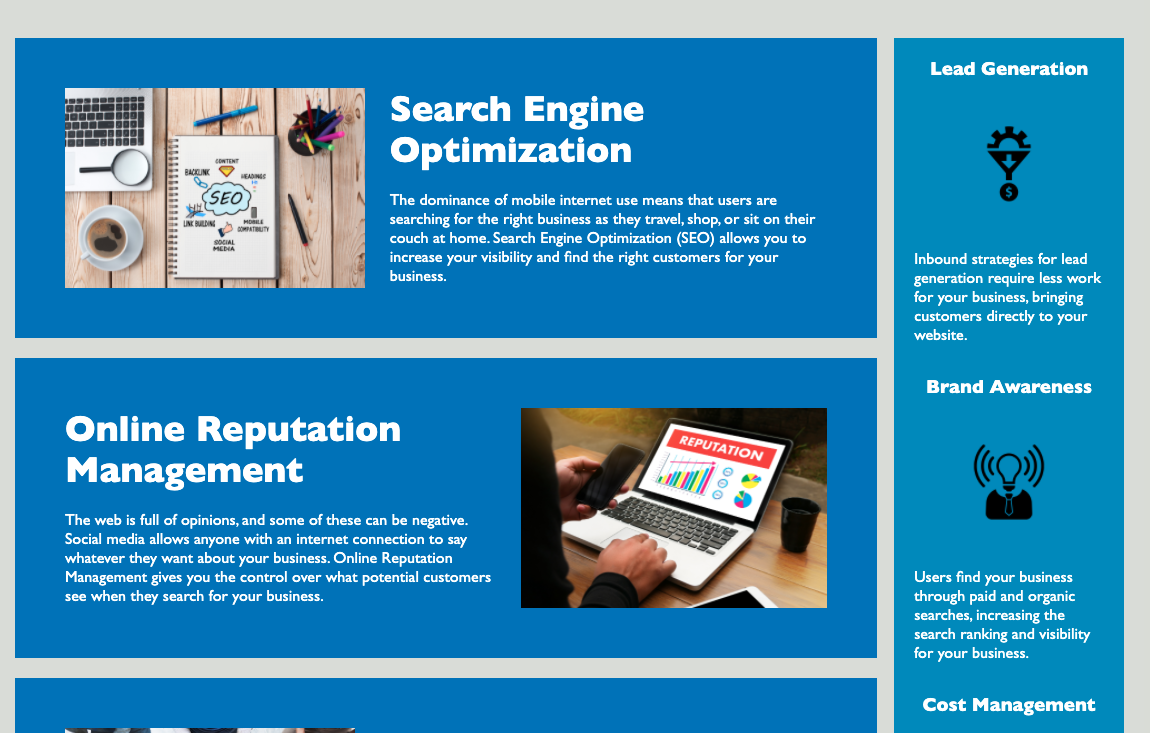 Search Engine
Optimization
The dominance of mobile internet use means that users are
searching for the right business as they travel, shop, or sit on their
couch at home. Search Engine Optimization (SEO) allows you to
increase your visibility and find the right customers for your
business.
CONTENT
BACKLINK
HEADINGS
SEO
LINK BUILDING
MOBILE
COMPATIBILITY
SOCIAL
MEDIA
Online Reputation
Management
The web is full of opinions, and some of these can be negative.
Social media allows anyone with an internet connection to say
whatever they want about your business. Online Reputation
Management gives you the control over what potential customers
see when they search for your business.
REPUTATION
Lead Generation
$
Inbound strategies for lead
generation require less work
for your business, bringing
customers directly to your
website.
Brand Awareness
Users find your business
through paid and organic
searches, increasing the
search ranking and visibility
for your business.
Cost Management